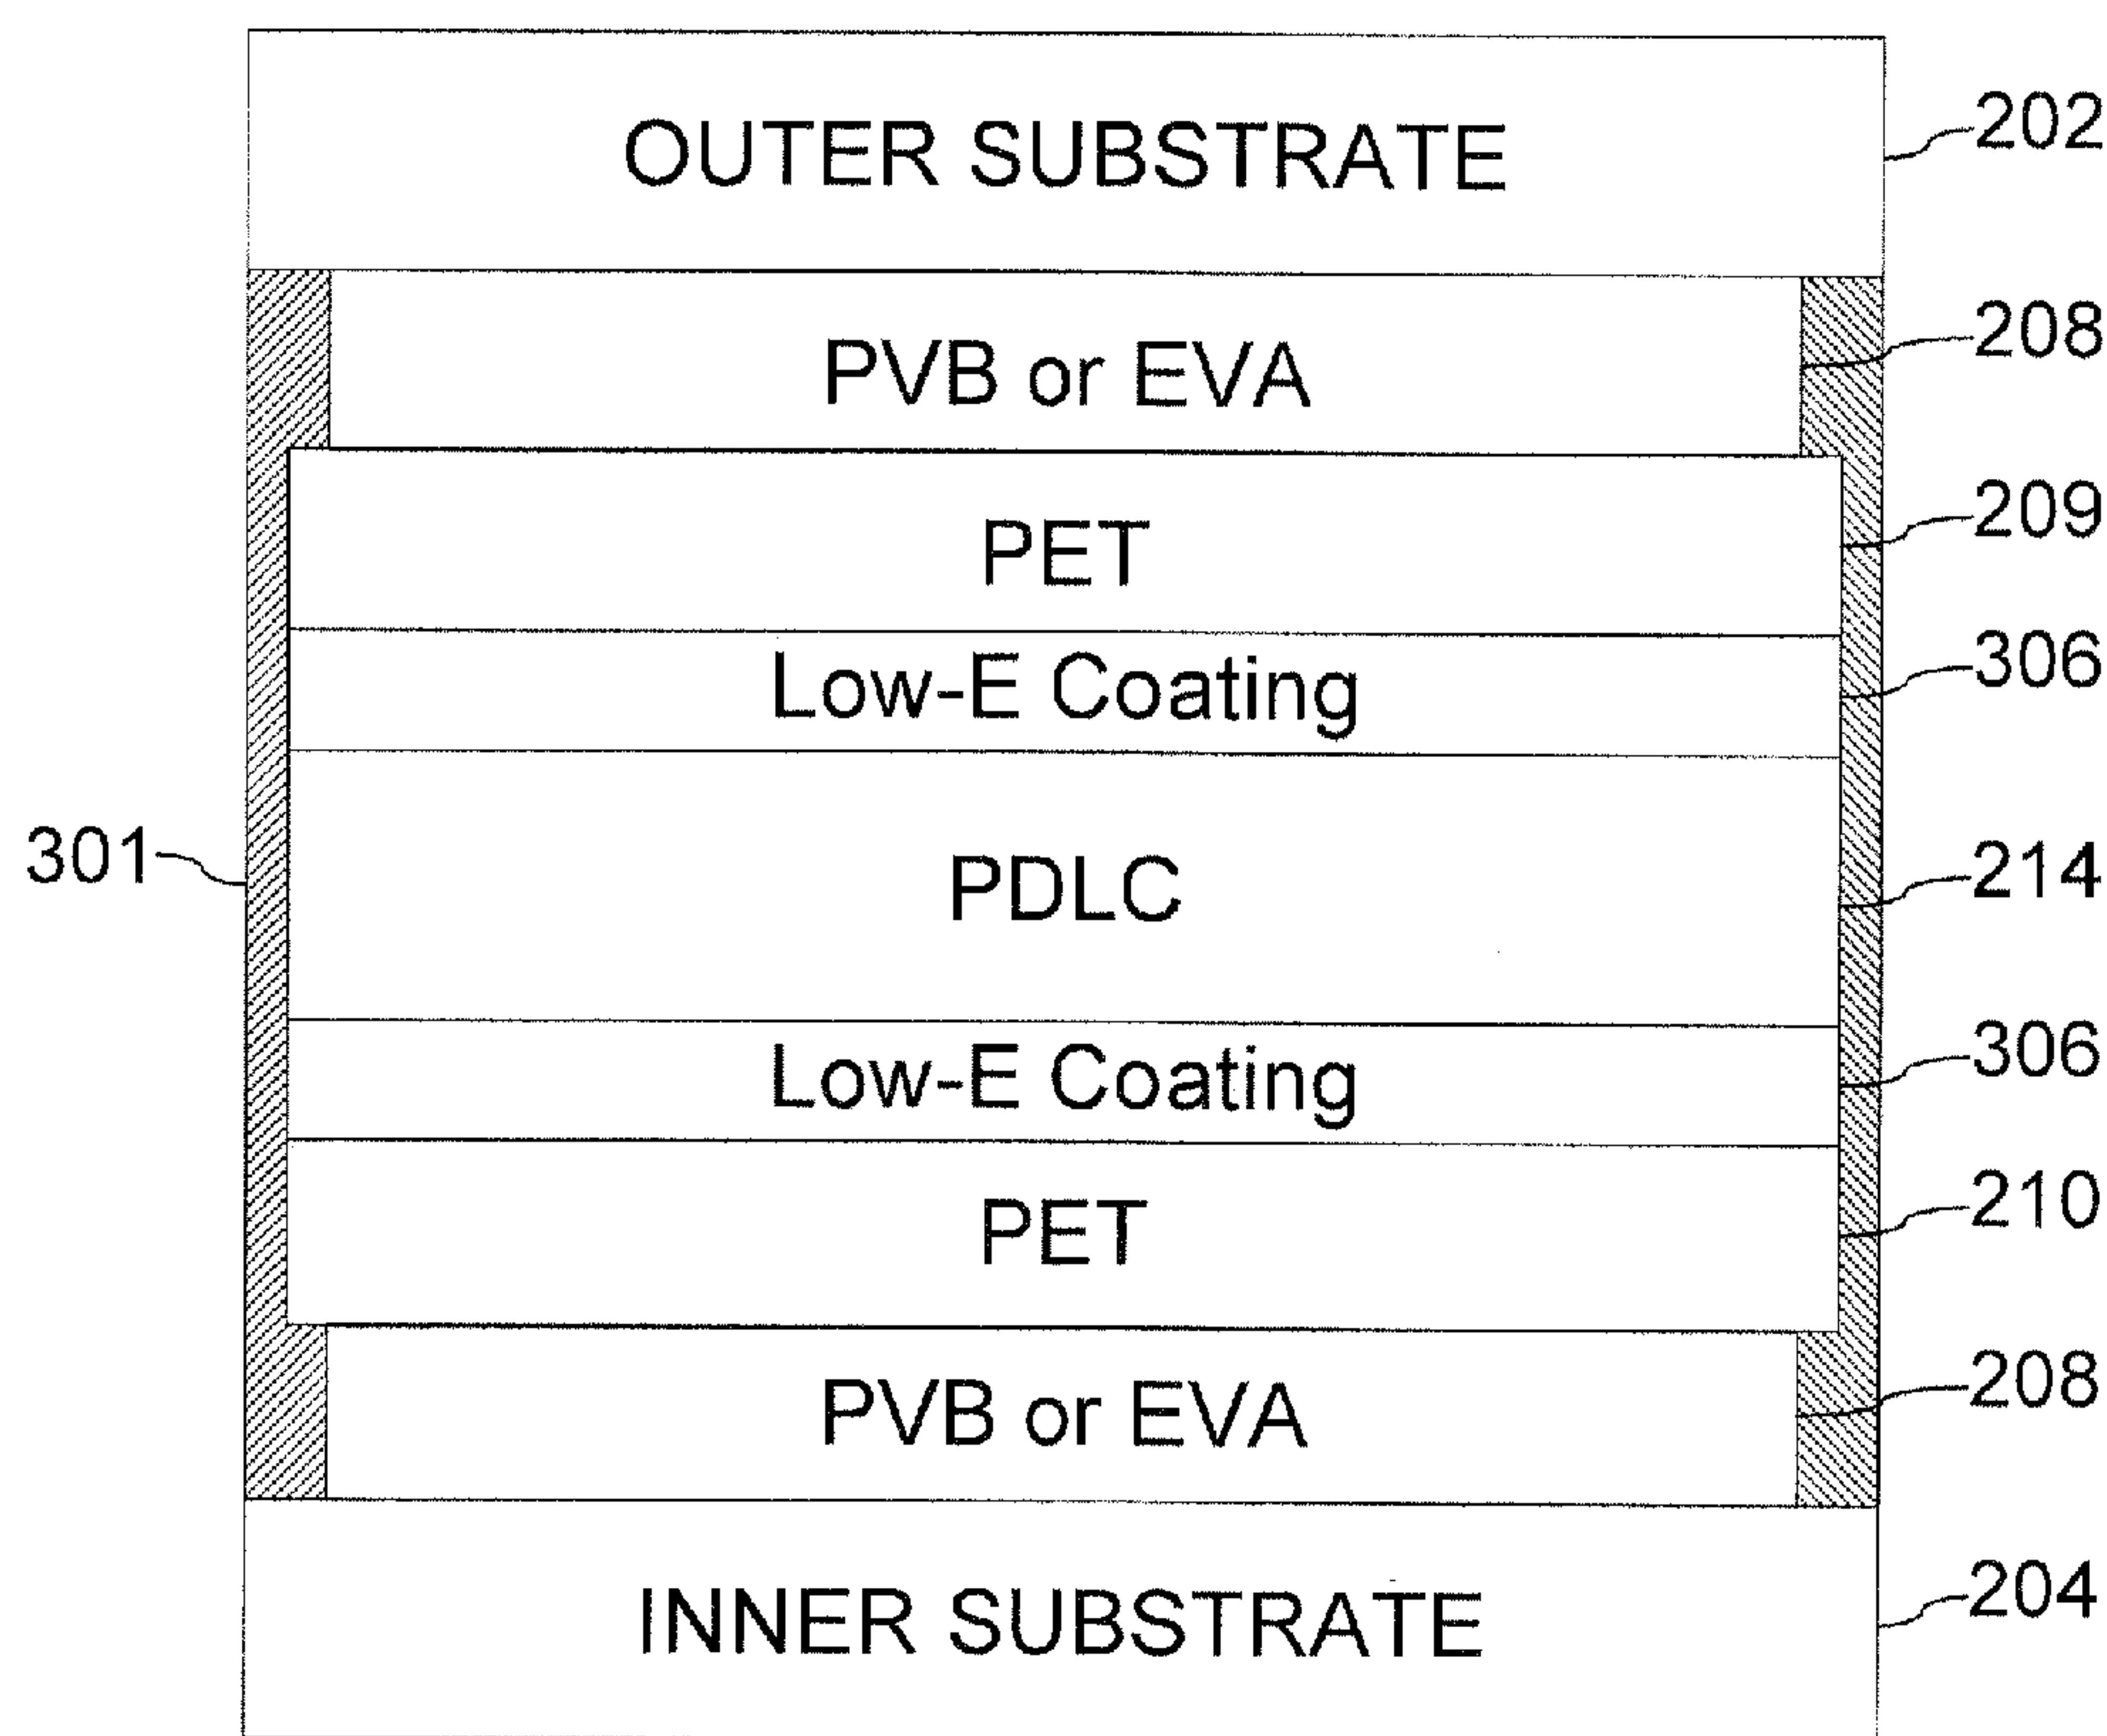 OUTER SUBSTRATE
202
PVB or EVA
208
PET
209
Low-E Coating
306
301
PDLC
214
Low-E Coating
306
PET
210
PVB or EVA
208
INNER SUBSTRATE
204